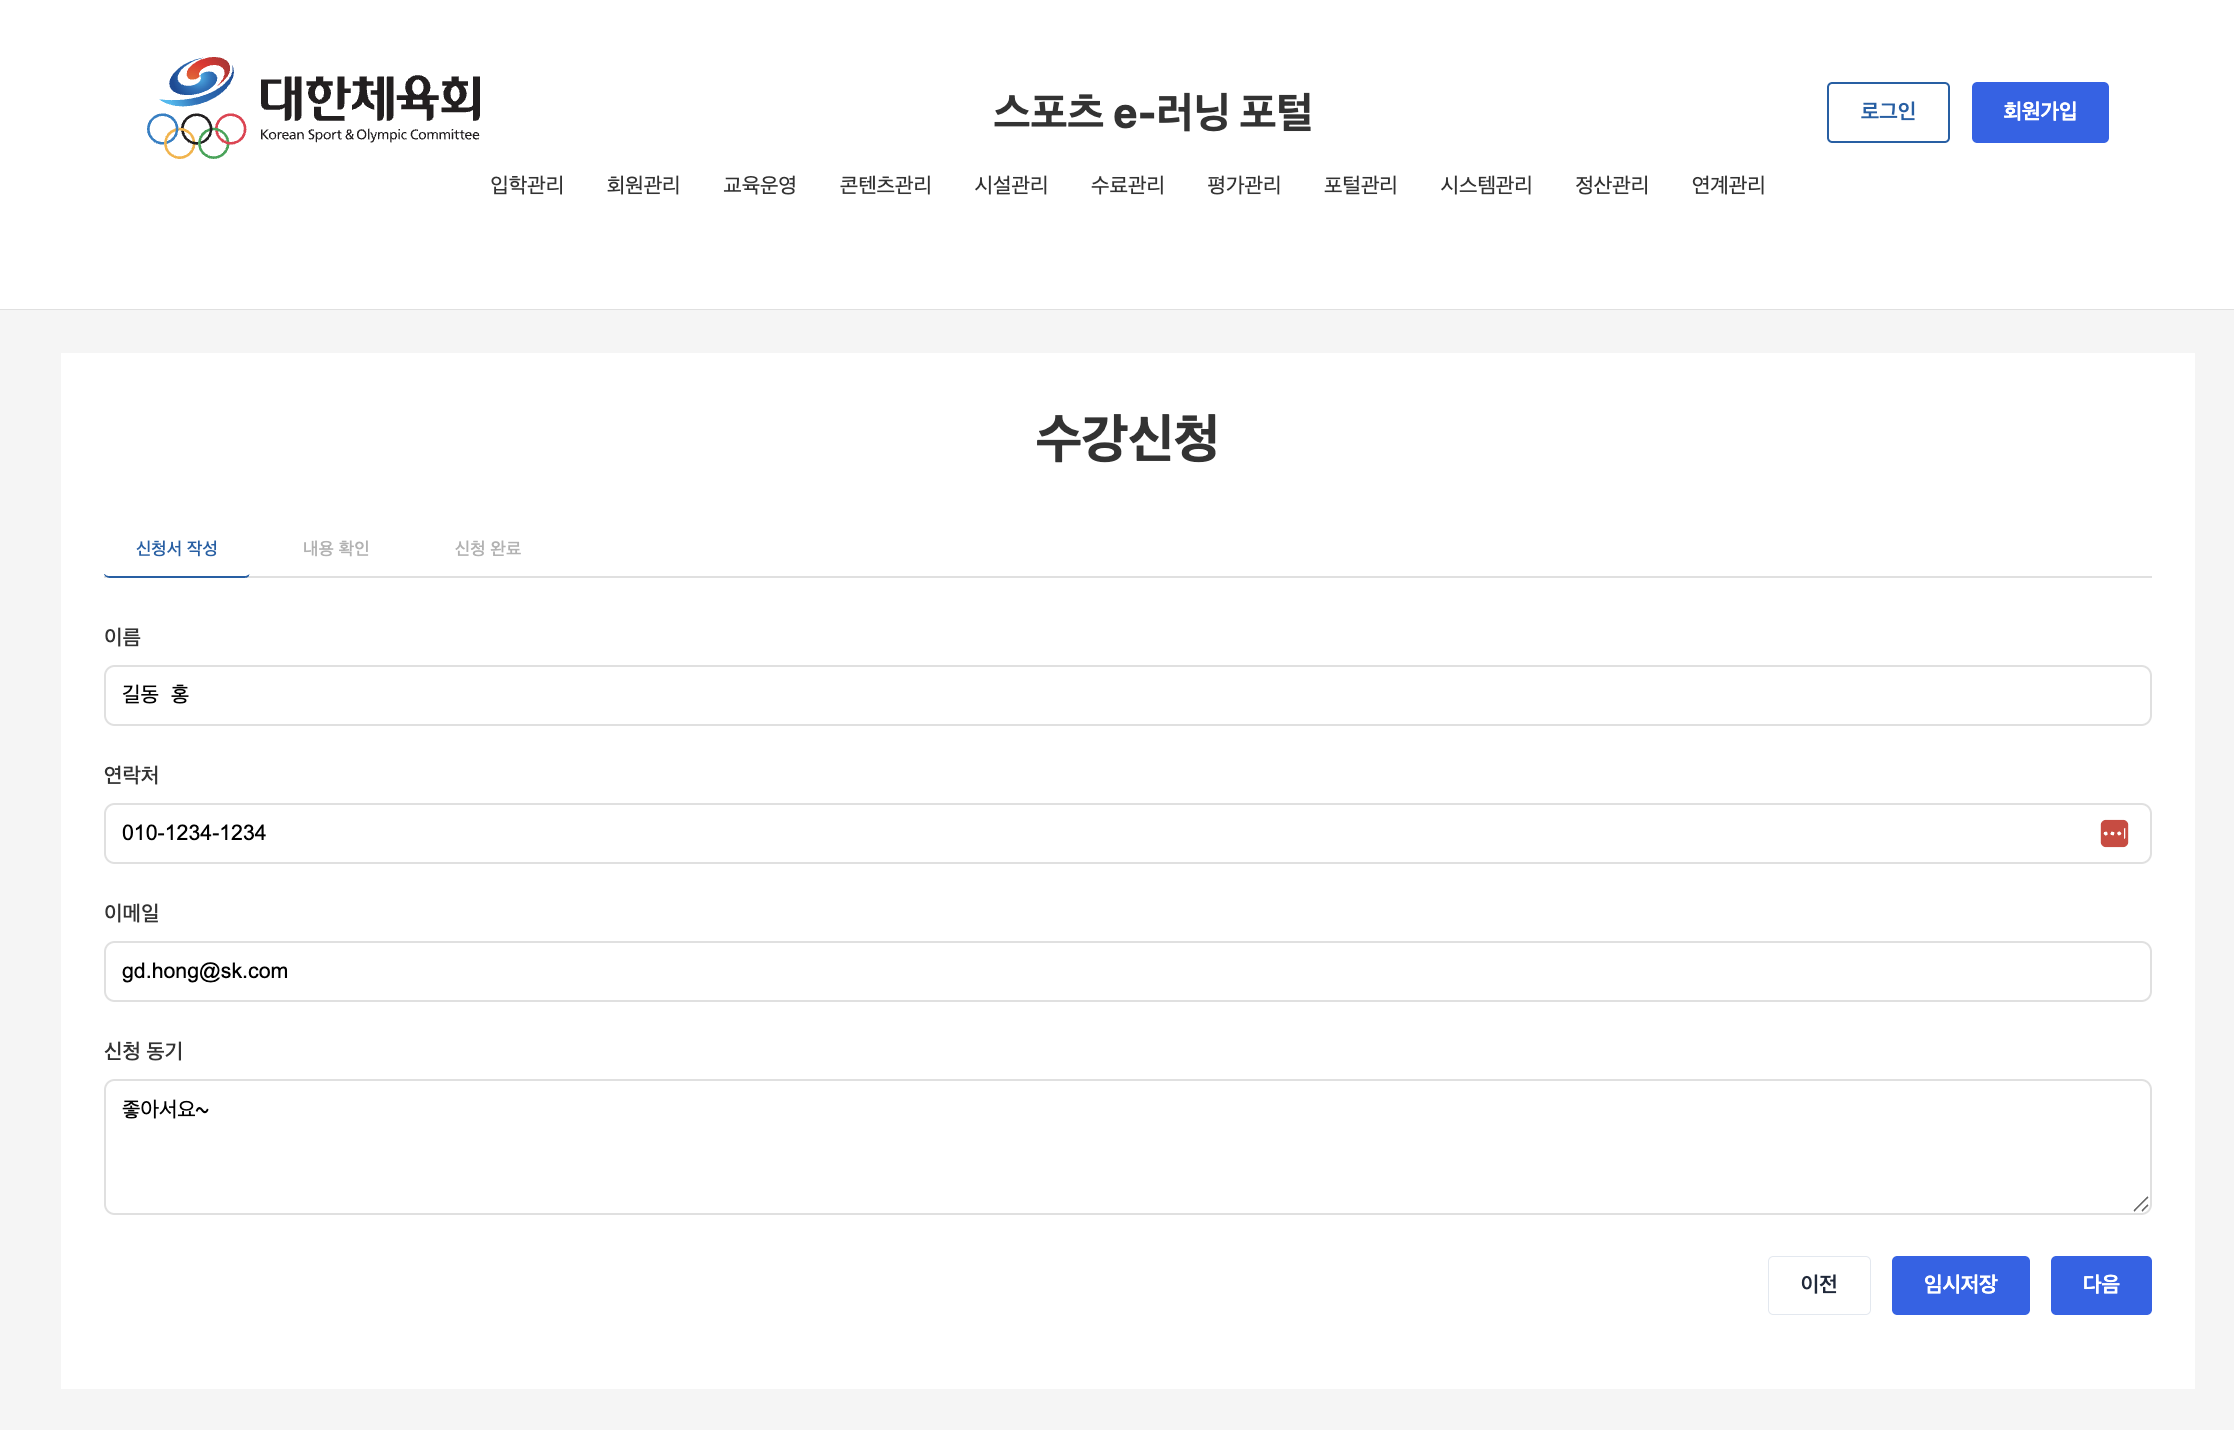 대한체육회
Korean Sport & Olympic Committee
스포츠 e-러닝 포털
로그인
회원가입
입학관리 회원관리 교육운영 콘텐츠관리 시설관리 수료관리 평가관리 포털관리 시스템관리 정산관리 연계관리
수강신청
신청서 작성 내용 확인 신청 완료
이름
길동 홍
연락처
010-1234-1234
이메일
gd.hong@sk.com
신청 동기
좋아서요~
이전 임시저장 다음